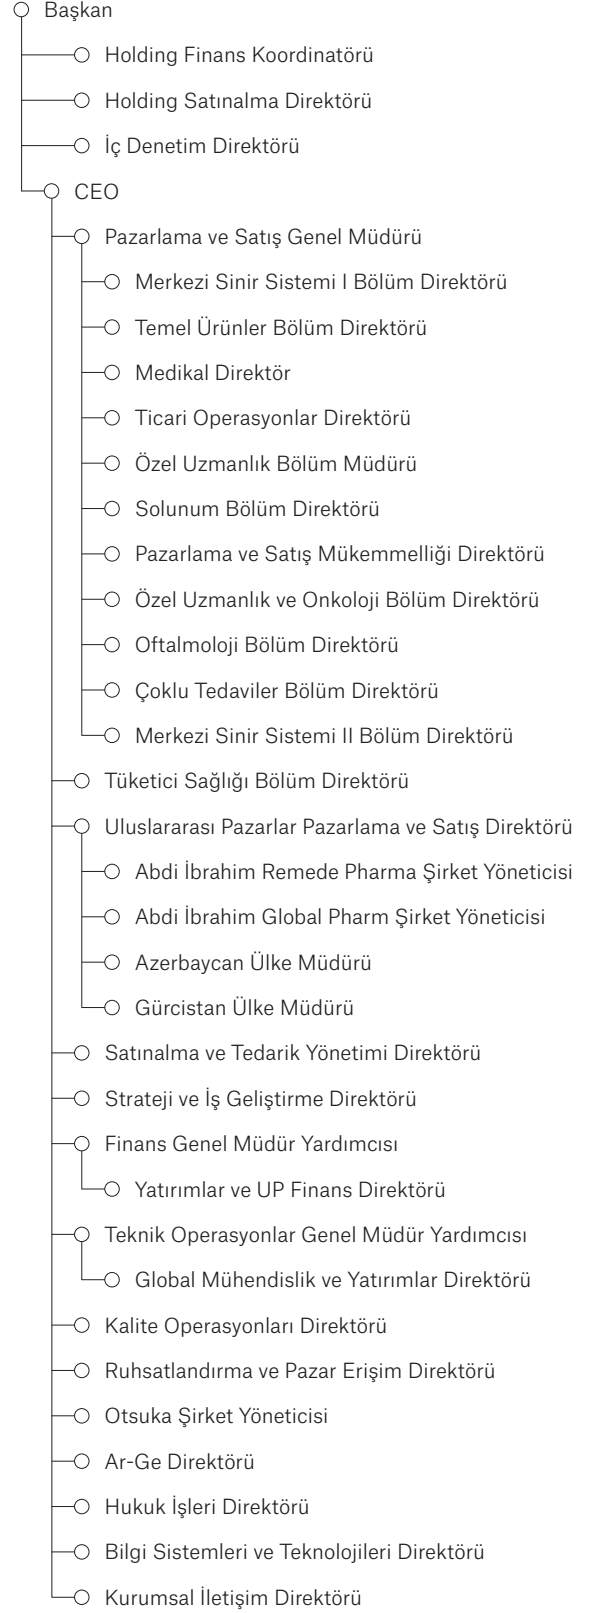 Başkan
Holding Finans Koordinatörü
Holding Satınalma Direktörü
İç Denetim Direktörü
CEO
Pazarlama ve Satış Genel Müdürü
Merkezi Sinir Sistemi I Bölüm Direktörü
Temel Ürünler Bölüm Direktörü
Medikal Direktör
Ticari Operasyonlar Direktörü
Özel Uzmanlık Bölüm Müdürü
Solunum Bölüm Direktörü
Pazarlama ve Satış Mükemmelliği Direktörü
Özel Uzmanlık ve Onkoloji Bölüm Direktörü
Oftalmoloji Bölüm Direktörü
Çoklu Tedaviler Bölüm Direktörü
Merkezi Sinir Sistemi II Bölüm Direktörü
Tüketici Sağlığı Bölüm Direktörü
Uluslararası Pazarlar Pazarlama ve Satış Direktörü
Abdi İbrahim Remede Pharma Şirket Yöneticisi
Abdi İbrahim Global Pharm Şirket Yöneticisi
Azerbaycan Ülke Müdürü
Gürcistan Ülke Müdürü
Satınalma ve Tedarik Yönetimi Direktörü
Strateji ve İş Geliştirme Direktörü
Finans Genel Müdür Yardımcısı
Yatırımlar ve UP Finans Direktörü
Teknik Operasyonlar Genel Müdür Yardımcısı
Global Mühendislik ve Yatırımlar Direktörü
Kalite Operasyonları Direktörü
Ruhsatlandırma ve Pazar Erişim Direktörü
Otsuka Şirket Yöneticisi
Ar-Ge Direktörü
Hukuk İşleri Direktörü
Bilgi Sistemleri ve Teknolojileri Direktörü
Kurumsal İletişim Direktörü